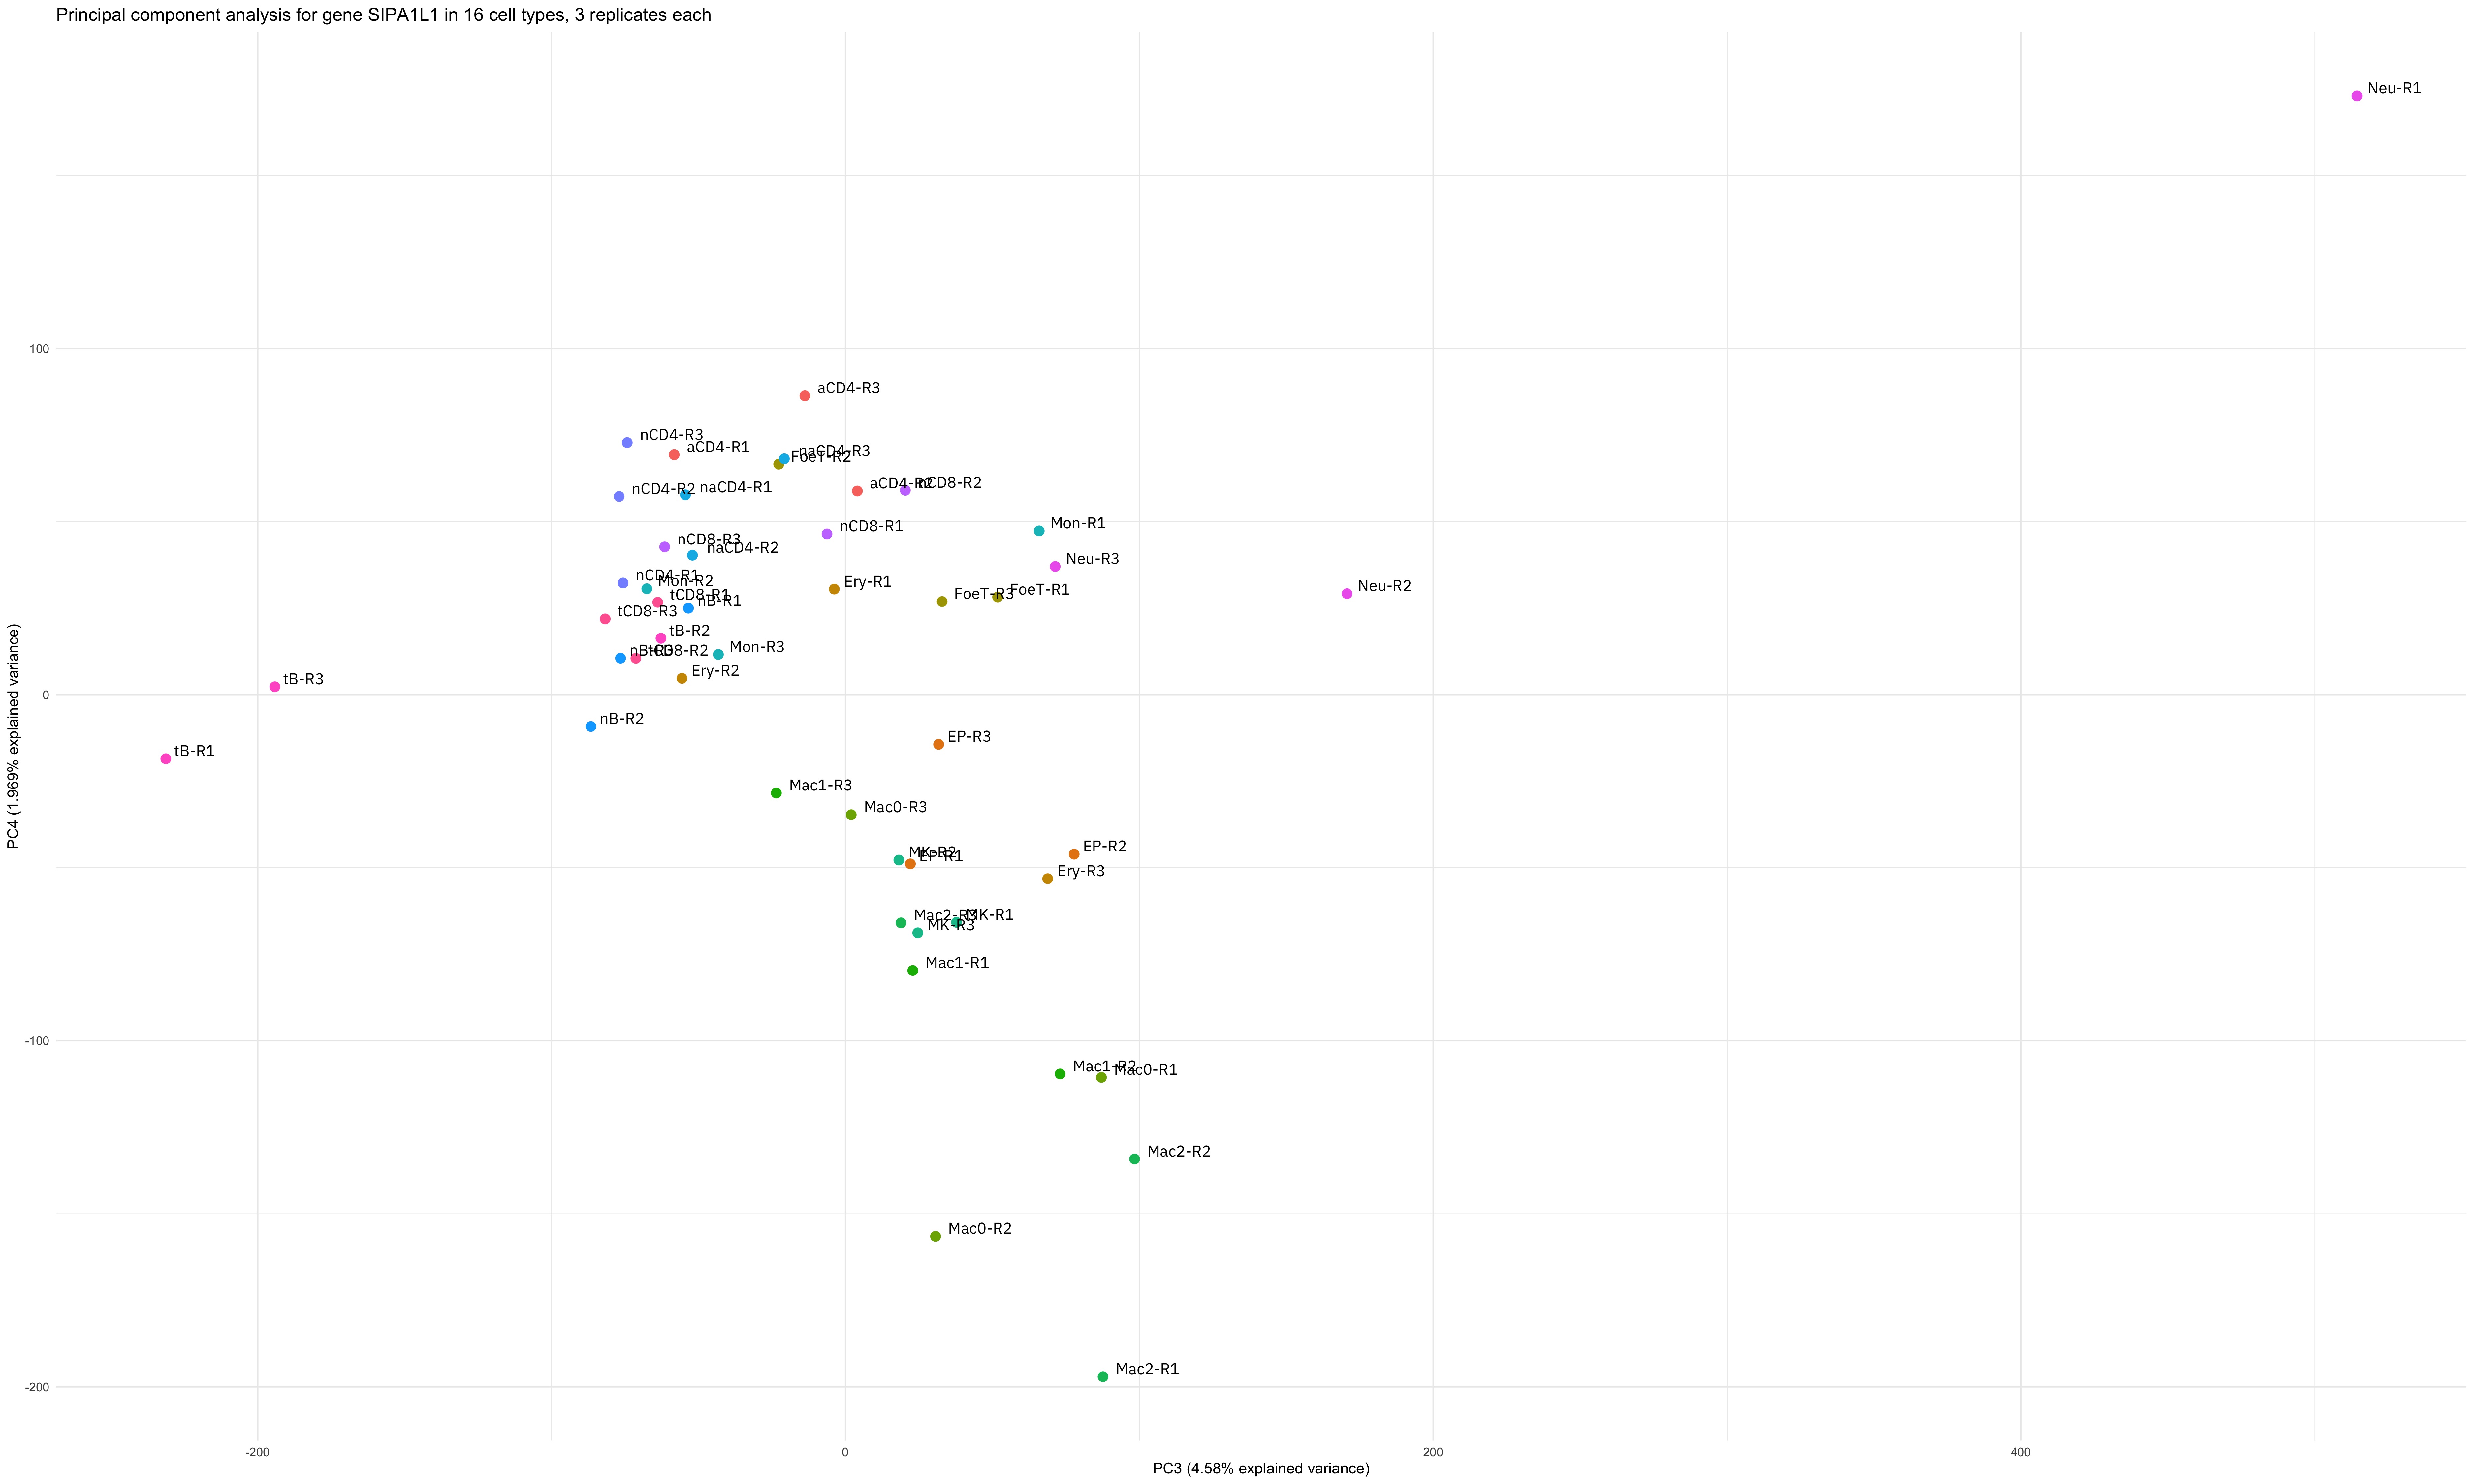 Principal component analysis for gene SIPA1L1 in 16 cell types, 3 replicates each
Neu-R1
100
aCD4-R3
nCD4-R3
aCD4-R1
naCD4-R3
FoeT-R2
nCD4-R2
naCD4-R1
aCD4-R2
nCD8-R2
nCD8-R1
Mon-R1
nCD8-R3
naCD4-R2
Neu-R3
nCD4-R1
Mon-R2
Ery-R1
Neu-R2
tCD8-R1
nB-R1
FoeT-R3
FoeT-R1
tCD8-R3
tB-R2
nB-R3
tCD8-R2
Mon-R3
Ery-R2
0
tB-R3
nB-R2
tB-R1
EP-R3
Mac1-R3
Mac0-R3
MK-R2
EP-R1
EP-R2
Ery-R3
Mac2-R3
MK-R1
MK-R3
Mac1-R1
-100
Mac1-R2
Mac0-R1
Mac2-R2
Mac0-R2
Mac2-R1
-200
PC4 (1.969% explained variance)
-200
0
200
400
PC3 (4.58% explained variance)